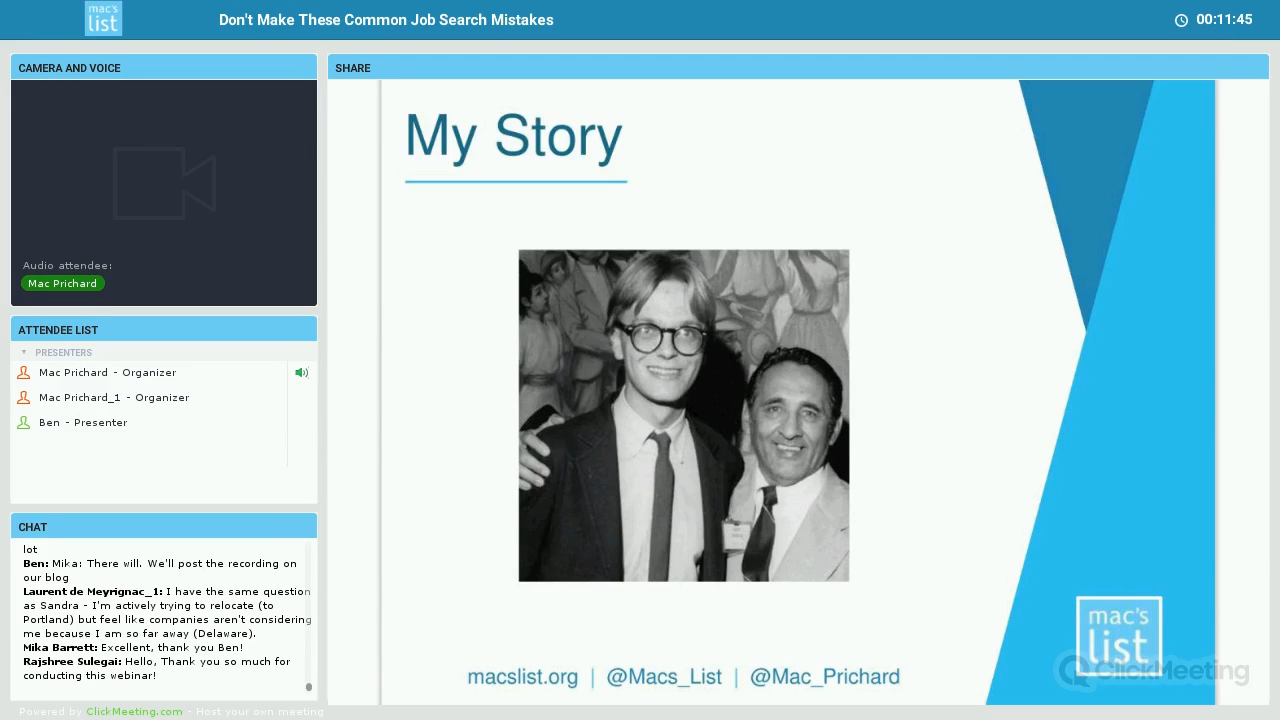 mac's
list
Don't Make These Common Job Search Mistakes
00:11:45
CAMERA AND VOICE
Audio attendee:
Mac Prichard
ATTENDEE LIST
PRESENTERS
Mac Prichard - Organizer
Mac Prichard_1 - Organizer
Ben - Presenter
CHAT
lot
Ben: Mika: There will. We'll post the recording on
our blog
Laurent de Meyrignac_1: I have the same question
as Sandra - I'm actively trying to relocate (to
Portland) but feel like companies aren't considering
me because I am so far away (Delaware).
Mika Barrett: Excellent, thank you Ben!
Rajshree Sulegai: Hello, Thank you so much for
conducting this webinar!
Powered by ClickMeeting.com - Host your own meeting
SHARE
My Story
macslist.org | @Macs_List | @Mac_Prichard
mac's
list
ClickMeeting